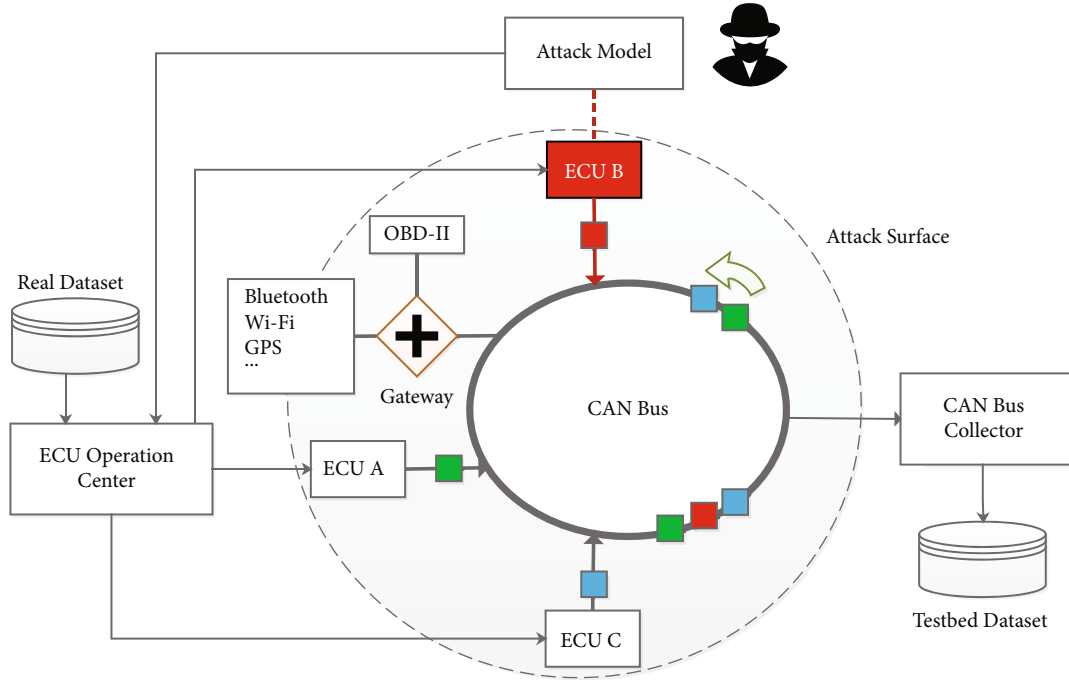 Attack Model
ECU B
OBD-II
Attack Surface
Real Dataset
Bluetooth
Wi-Fi
GPS
...
Gateway
CAN Bus
CAN Bus
Collector
ECU Operation
Center
ECU A
ECU C
Testbed Dataset